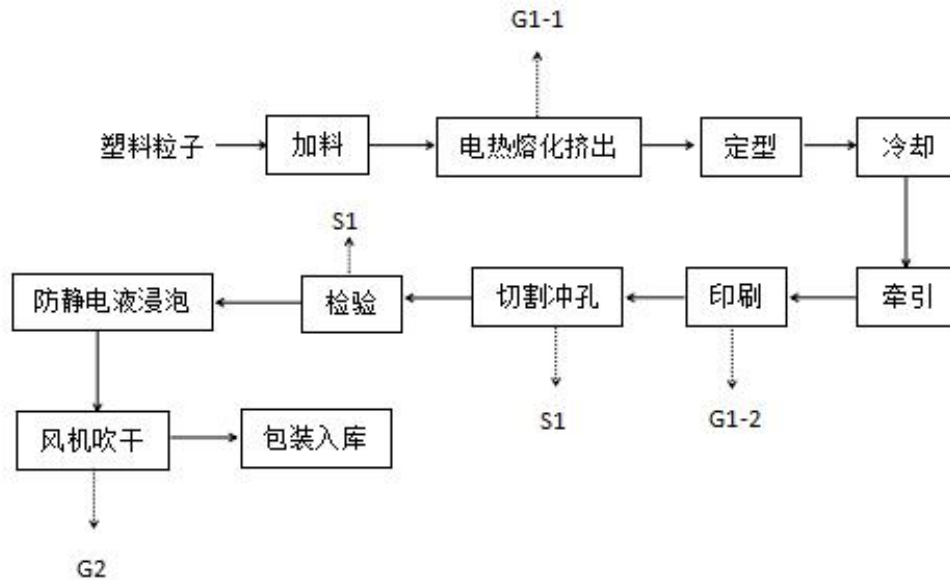 G1-1
塑料粒子
加料
电热熔化挤出
定型
冷却
S1
防静电液浸泡
检验
切割冲孔
印刷
牵引
S1
G1-2
风机吹干
包装入库
G2